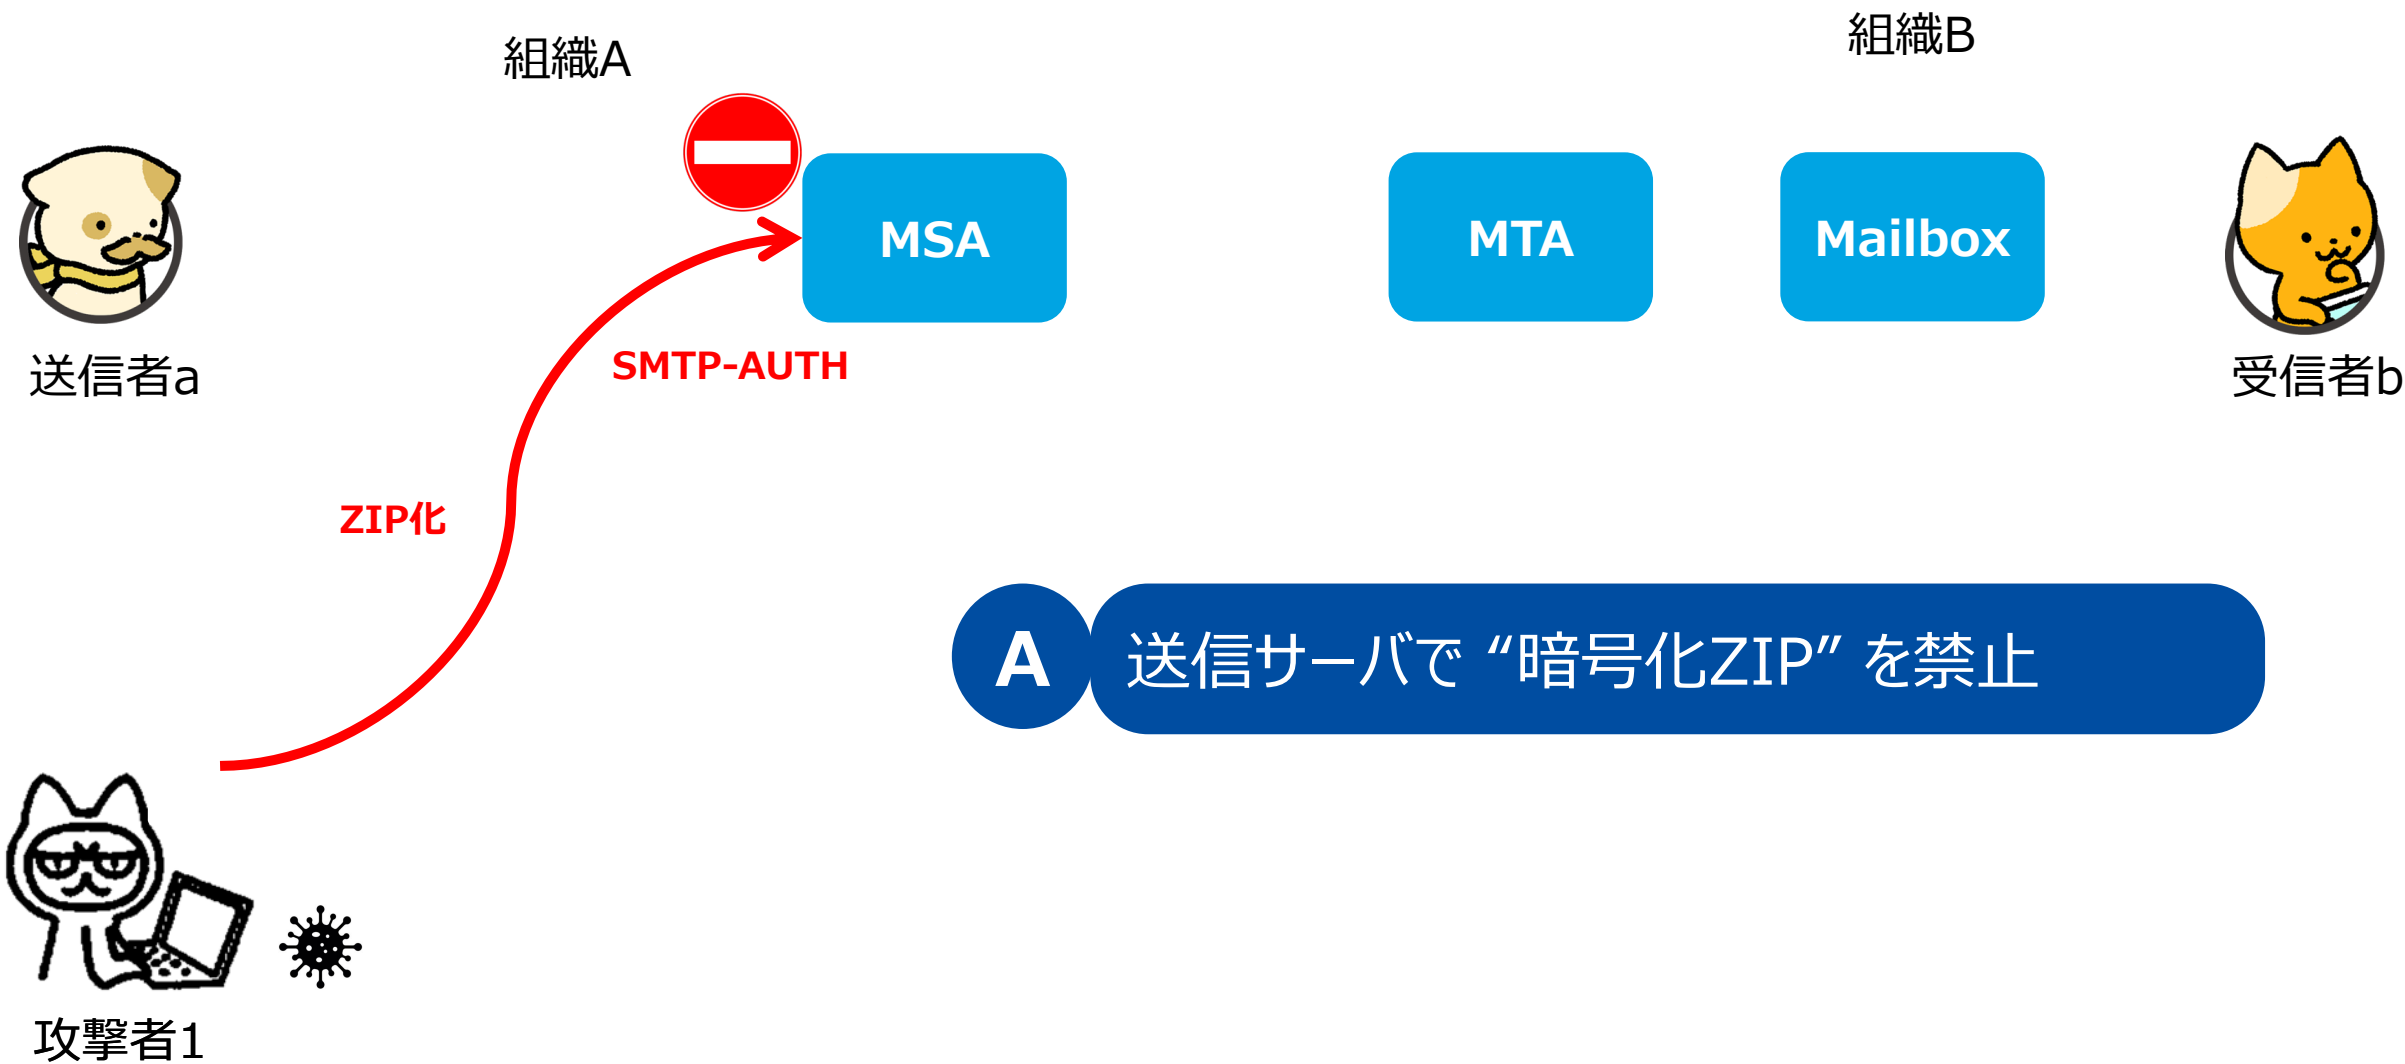 組織A
組織B
MSA
MTA
Mailbox
送信者a
SMTP-AUTH
受信者b
ZIP化
A
送信サーバで “暗号化ZIP” を禁止
攻撃者1